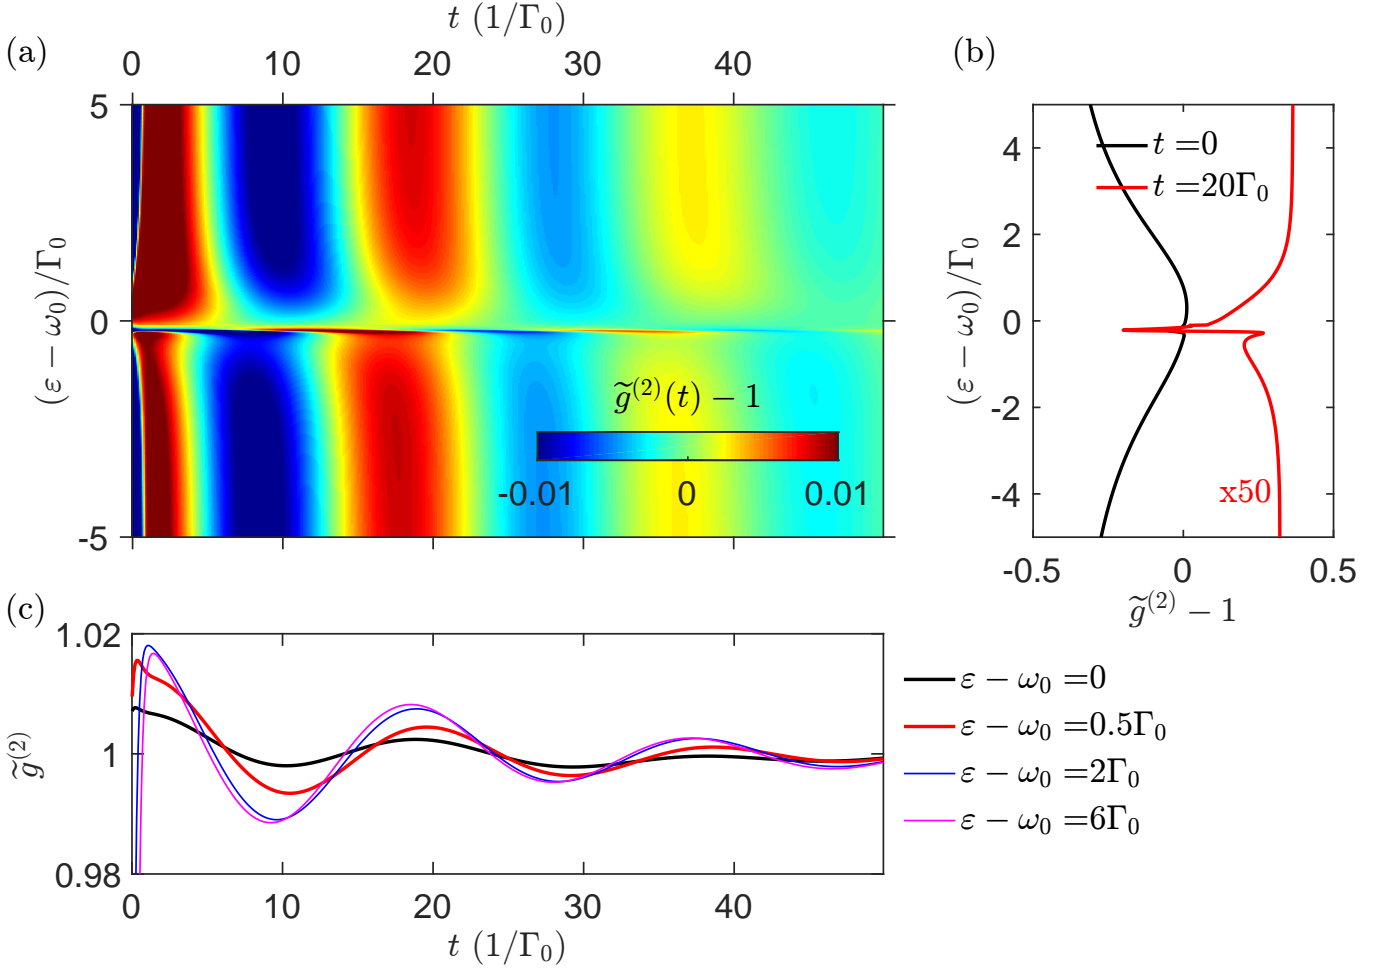 t (1/Γ₀)
(a)
(b)
0 10 20 30 40
5
0
-5
(ε − ω₀)/Γ₀
g̃⁽²⁾(t) − 1
-0.01 0 0.01
t =0
t =20Γ₀
4
2
0
-2
-4
(ε − ω₀)/Γ₀
x50
-0.5 0 0.5
g̃⁽²⁾ − 1
(c)
1.02
1
0.98
g̃⁽²⁾
0 10 20 30 40
t (1/Γ₀)
ε − ω₀ =0
ε − ω₀ =0.5Γ₀
ε − ω₀ =2Γ₀
ε − ω₀ =6Γ₀